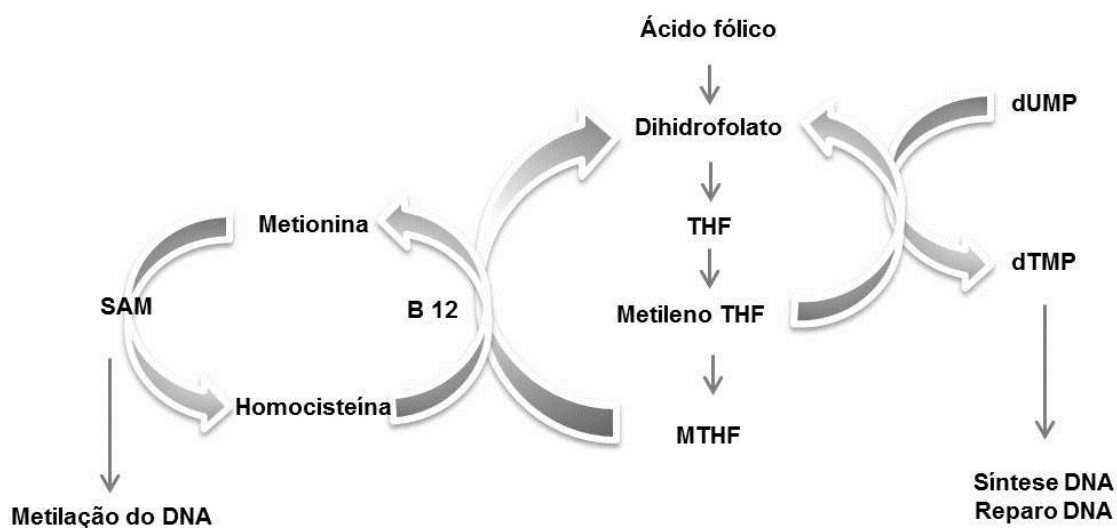 Ácido fólico
dUMP
Dihidrofolato
Metionina
THF
dTMP
SAM
B 12
Metileno THF
Homocisteína
MTHF
Síntese DNA
Reparo DNA
Metilação do DNA